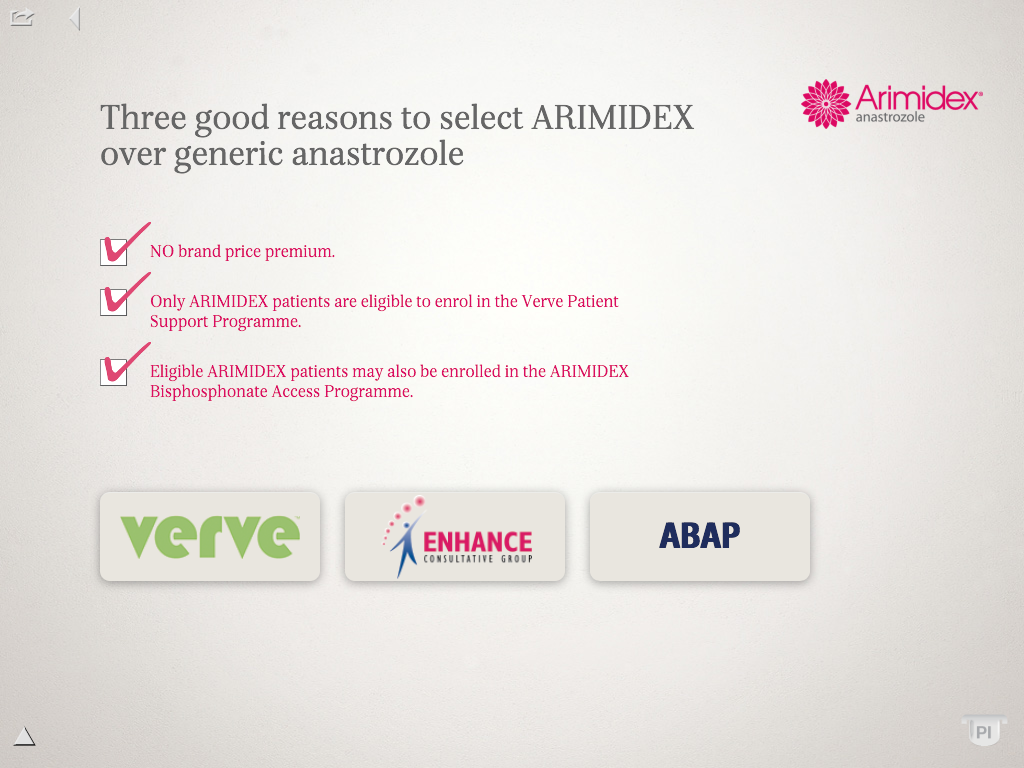 Three good reasons to select ARIMIDEX
over generic anastrozole
Arimidex®
anastrozole
NO brand price premium.
Only ARIMIDEX patients are eligible to enrol in the Verve Patient
Support Programme.
Eligible ARIMIDEX patients may also be enrolled in the ARIMIDEX
Bisphosphonate Access Programme.
verve™
ENHANCE
CONSULTATIVE GROUP
ABAP
PI